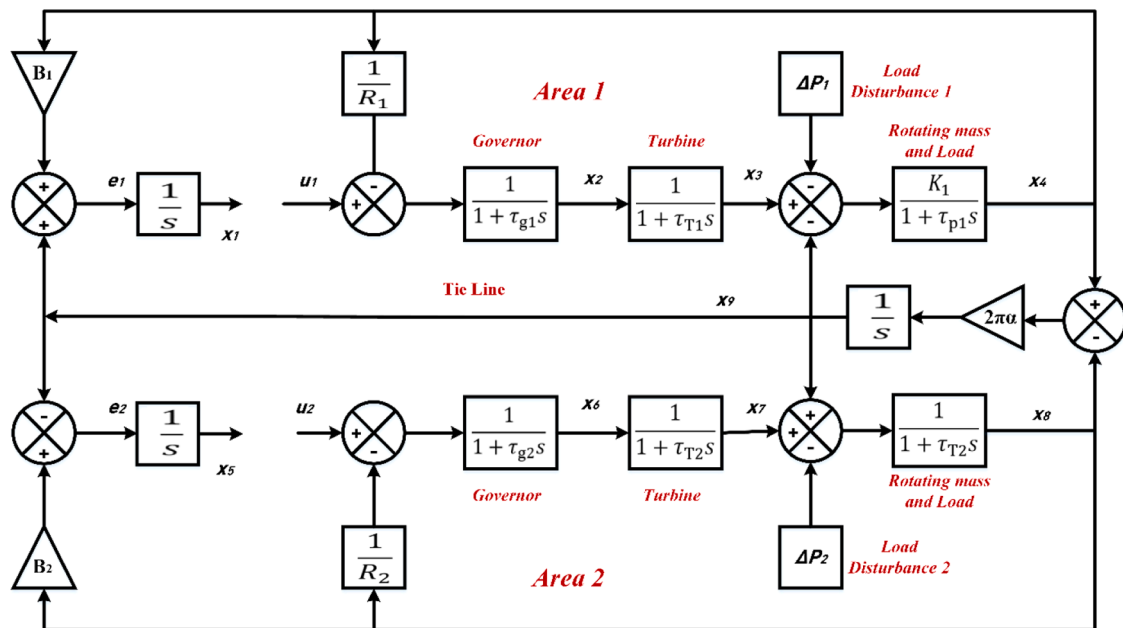 B₁
1
R₁
Area 1
ΔP₁
Load
Disturbance 1
Governor
Turbine
Rotating mass
and Load
+
+
e₁
1
s
x₁
u₁
+
-
1
1 + τg1s
x₂
1
1 + τT1s
x₃
-
+
-
K₁
1 + τp1s
x₄
Tie Line
x₉
1
s
2πα
+
-
-
+
e₂
1
s
x₅
u₂
+
-
1
1 + τg2s
x₆
1
1 + τT2s
x₇
+
+
-
1
1 + τT2s
x₈
Governor
Turbine
Rotating mass
and Load
B₂
1
R₂
Area 2
ΔP₂
Load
Disturbance 2